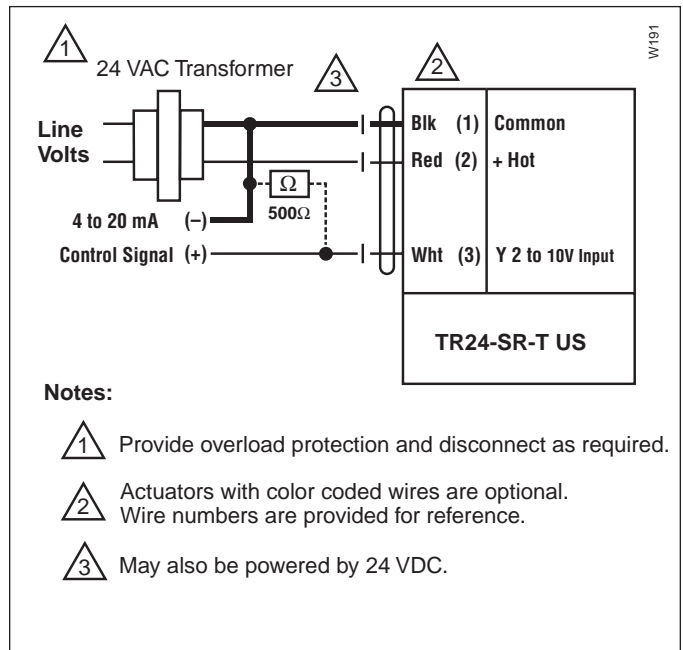 W191
1
24 VAC Transformer
3
2
Line
Volts
Blk (1) Common
Red (2) + Hot
Ω
500Ω
4 to 20 mA (–)
Control Signal (+)
Wht (3) Y 2 to 10V Input
TR24-SR-T US
Notes:
1 Provide overload protection and disconnect as required.
2 Actuators with color coded wires are optional.
Wire numbers are provided for reference.
3 May also be powered by 24 VDC.